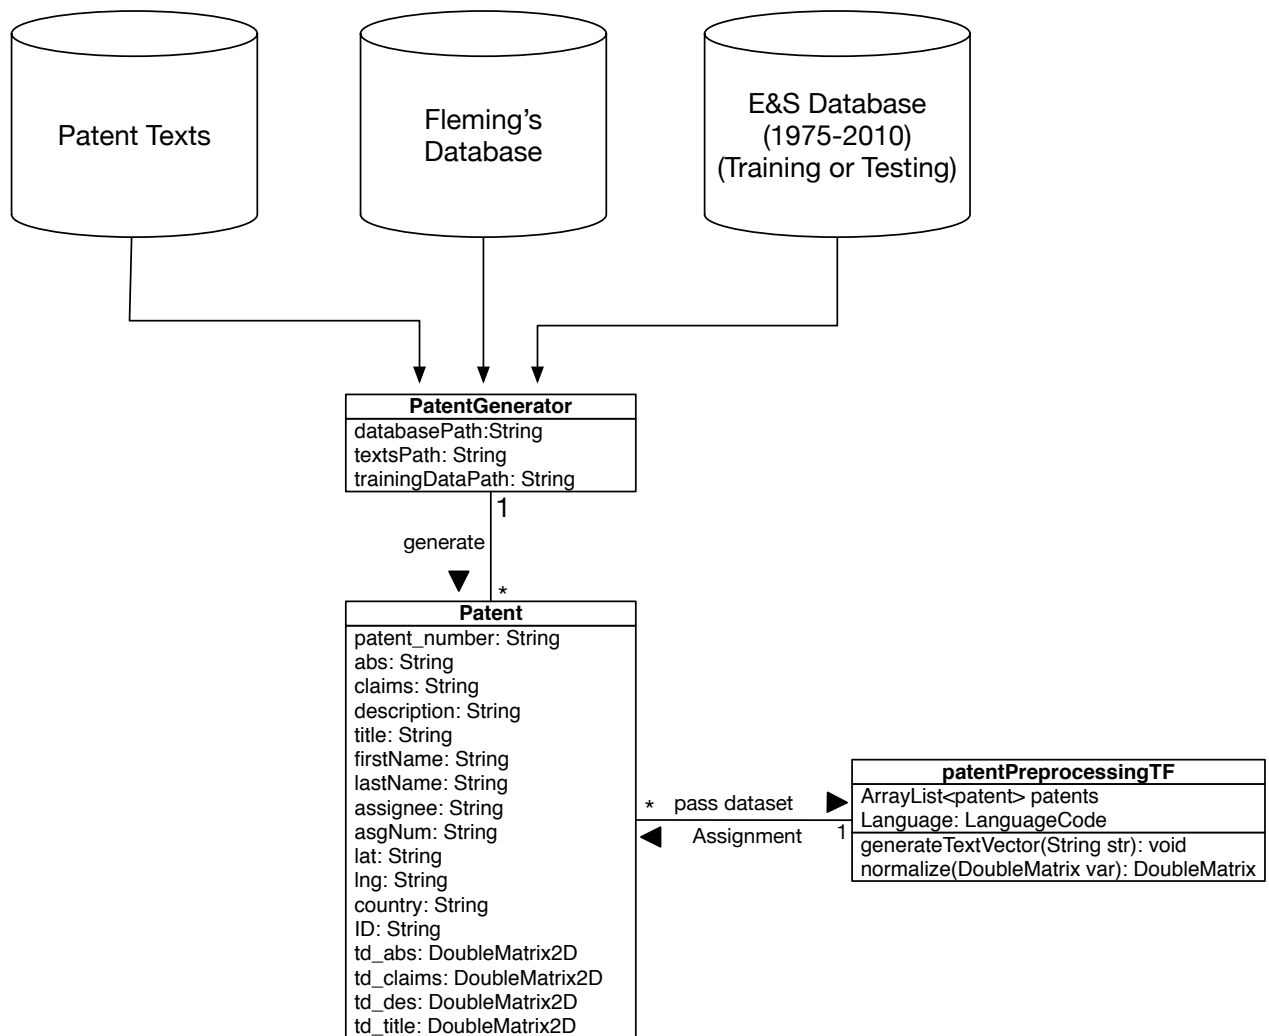 Patent Texts
Fleming's
Database
E&S Database
(1975-2010)
(Training or Testing)
PatentGenerator
databasePath:String
textsPath: String
trainingDataPath: String
1
generate
*
Patent
patent_number: String
abs: String
claims: String
description: String
title: String
firstName: String
lastName: String
assignee: String
asgNum: String
lat: String
lng: String
country: String
ID: String
td_abs: DoubleMatrix2D
td_claims: DoubleMatrix2D
td_des: DoubleMatrix2D
td_title: DoubleMatrix2D
* pass dataset
Assignment 1
patentPreprocessingTF
ArrayList<patent> patents
Language: LanguageCode
generateTextVector(String str): void
normalize(DoubleMatrix var): DoubleMatrix